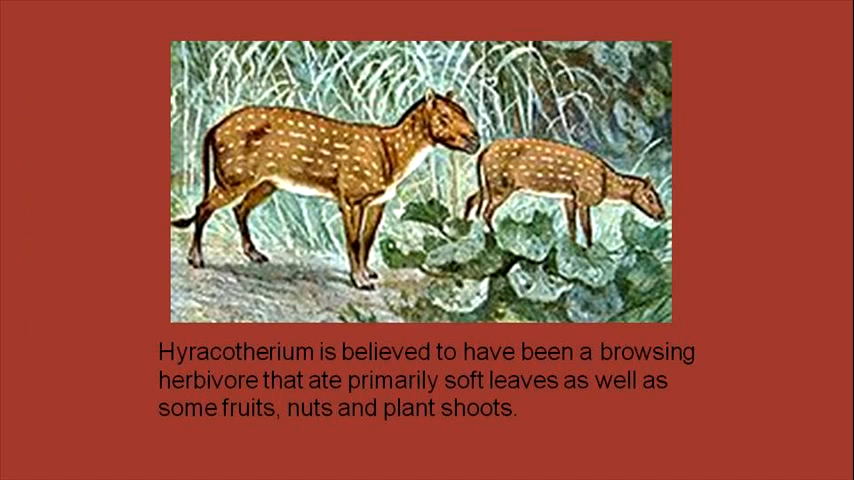 Hyracotherium is believed to have been a browsing
herbivore that ate primarily soft leaves as well as
some fruits, nuts and plant shoots.